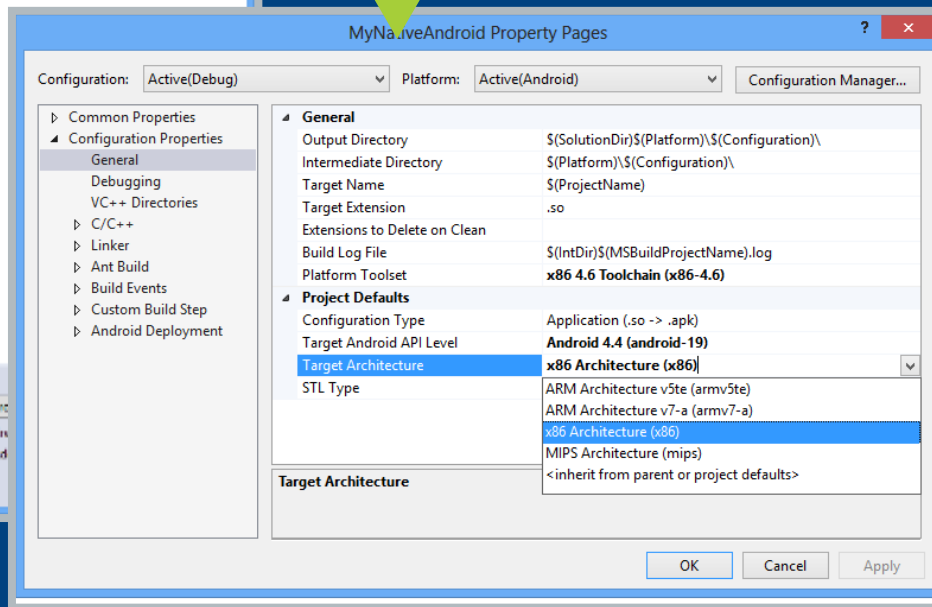 MyNativeAndroid Property Pages
?
Configuration: Active(Debug) Platform: Active(Android) Configuration Manager...
Common Properties
Configuration Properties
General
Debugging
VC++ Directories
C/C++
Linker
Ant Build
Build Events
Custom Build Step
Android Deployment
General
Output Directory $(SolutionDir)$(Platform)\$(Configuration)\
Intermediate Directory $(Platform)\$(Configuration)\
Target Name $(ProjectName)
Target Extension .so
Extensions to Delete on Clean
Build Log File $(IntDir)$(MSBuildProjectName).log
Platform Toolset x86 4.6 Toolchain (x86-4.6)
Project Defaults
Configuration Type Application (.so -> .apk)
Target Android API Level Android 4.4 (android-19)
Target Architecture x86 Architecture (x86)
STL Type
ARM Architecture v5te (armv5te)
ARM Architecture v7-a (armv7-a)
x86 Architecture (x86)
MIPS Architecture (mips)
<inherit from parent or project defaults>
Target Architecture
OK Cancel Apply